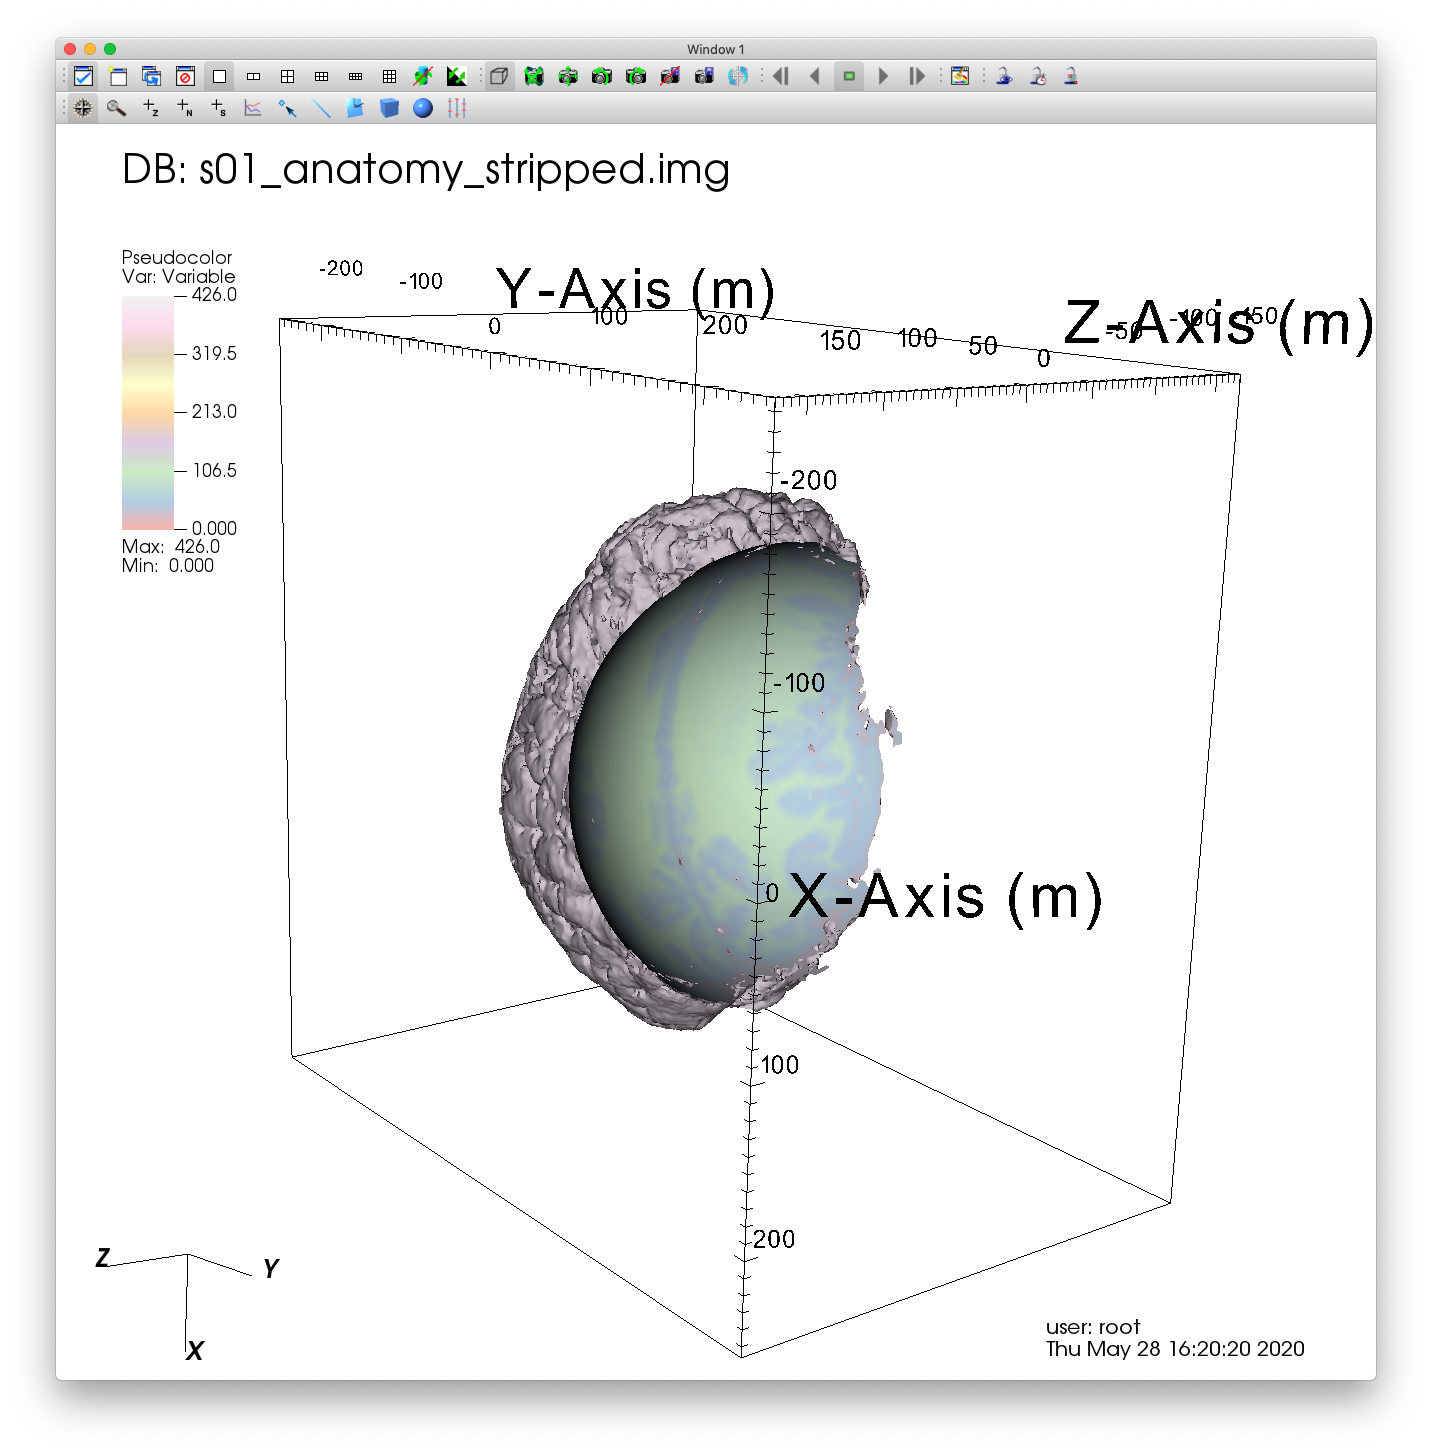 Window 1
DB: s01_anatomy_stripped.img
Pseudocolor
Var: Variable
426.0
319.5
213.0
106.5
0.000
Max: 426.0
Min: 0.000
-200
-100
0
100
200
Y-Axis (m)
150
100
50
0
-50
-100
-150
Z-Axis (m)
-200
-100
0
X-Axis (m)
100
200
Z
Y
X
user: root
Thu May 28 16:20:20 2020